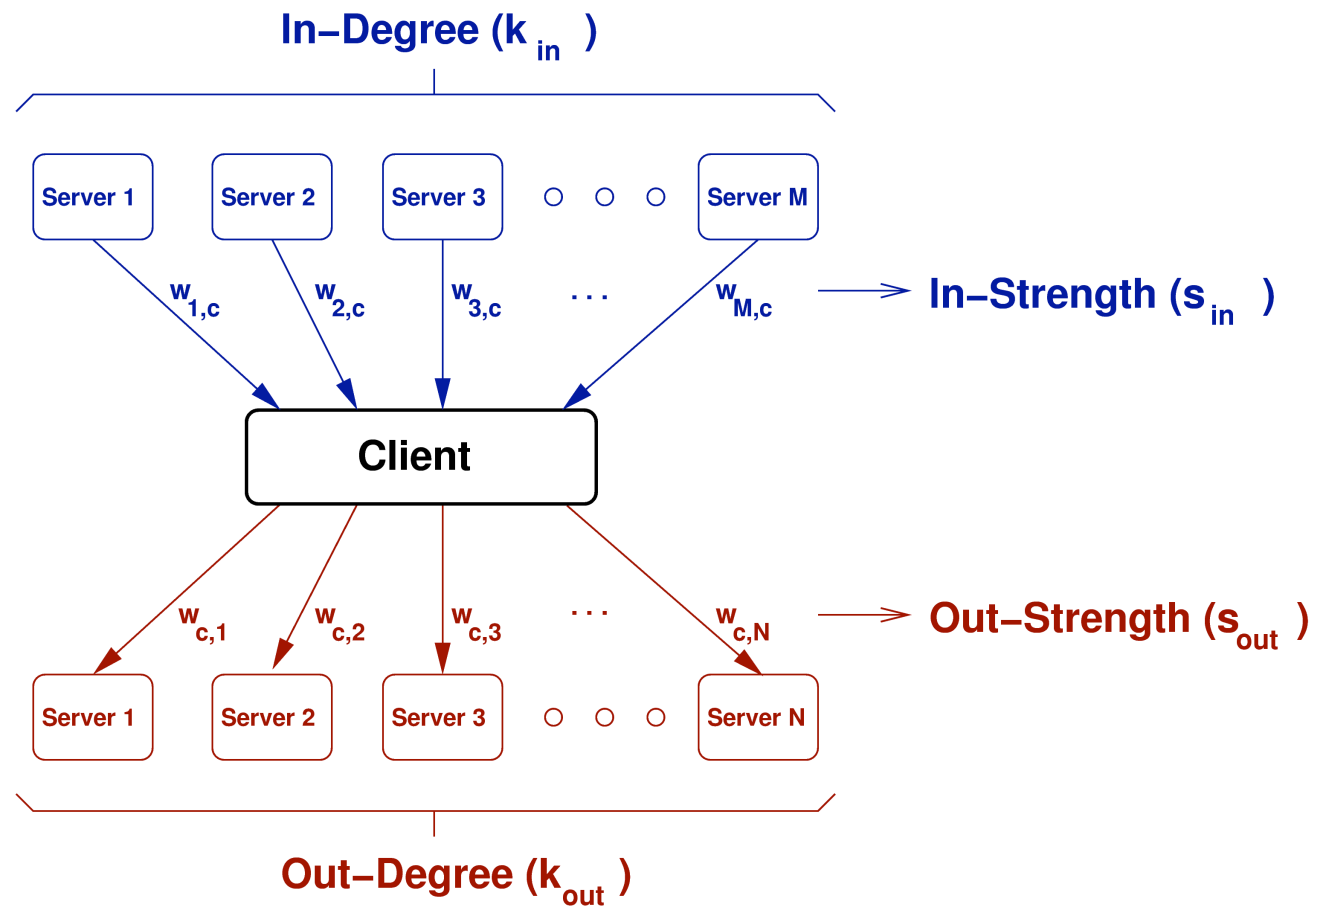 In−Degree (k in )
Server 1 Server 2 Server 3 Server M
w 1,c w 2,c w 3,c . . . w M,c In−Strength (s in )
Client
w c,1 w c,2 w c,3 . . . w c,N Out−Strength (s out )
Server 1 Server 2 Server 3 Server N
Out−Degree (k out )